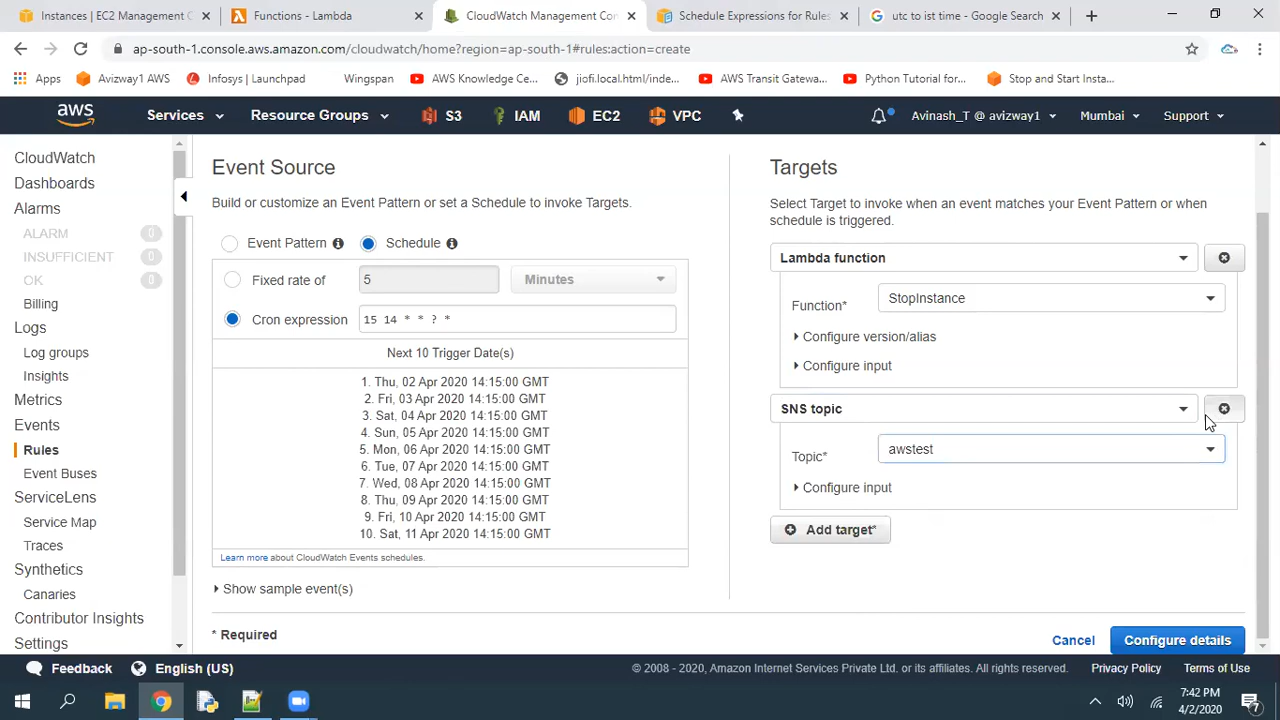 Instances | EC2 Management C
Functions - Lambda
CloudWatch Management Con
Schedule Expressions for Rules
utc to ist time - Google Search
ap-south-1.console.aws.amazon.com/cloudwatch/home?region=ap-south-1#rules:action=create
Apps
Avizway1 AWS
Infosys | Launchpad
Wingspan
AWS Knowledge Ce...
jiofi.local.html/inde...
AWS Transit Gatewa...
Python Tutorial for...
Stop and Start Insta...
aws
Services
Resource Groups
S3
IAM
EC2
VPC
Avinash_T @ avizway1
Mumbai
Support
CloudWatch
Dashboards
Alarms
ALARM 0
INSUFFICIENT 0
OK 0
Billing
Logs
Log groups
Insights
Metrics
Events
Rules
Event Buses
ServiceLens
Service Map
Traces
Synthetics
Canaries
Contributor Insights
Settings
Event Source
Build or customize an Event Pattern or set a Schedule to invoke Targets.
Event Pattern
Schedule
Fixed rate of 5 Minutes
Cron expression 15 14 * * ? *
Next 10 Trigger Date(s)
1. Thu, 02 Apr 2020 14:15:00 GMT
2. Fri, 03 Apr 2020 14:15:00 GMT
3. Sat, 04 Apr 2020 14:15:00 GMT
4. Sun, 05 Apr 2020 14:15:00 GMT
5. Mon, 06 Apr 2020 14:15:00 GMT
6. Tue, 07 Apr 2020 14:15:00 GMT
7. Wed, 08 Apr 2020 14:15:00 GMT
8. Thu, 09 Apr 2020 14:15:00 GMT
9. Fri, 10 Apr 2020 14:15:00 GMT
10. Sat, 11 Apr 2020 14:15:00 GMT
Learn more about CloudWatch Events schedules.
Show sample event(s)
* Required
Targets
Select Target to invoke when an event matches your Event Pattern or when
schedule is triggered.
Lambda function
Function* StopInstance
Configure version/alias
Configure input
SNS topic
Topic* awstest
Configure input
Add target*
Cancel
Configure details
Feedback
English (US)
© 2008 - 2020, Amazon Internet Services Private Ltd. or its affiliates. All rights reserved.
Privacy Policy
Terms of Use
7:42 PM
4/2/2020
7